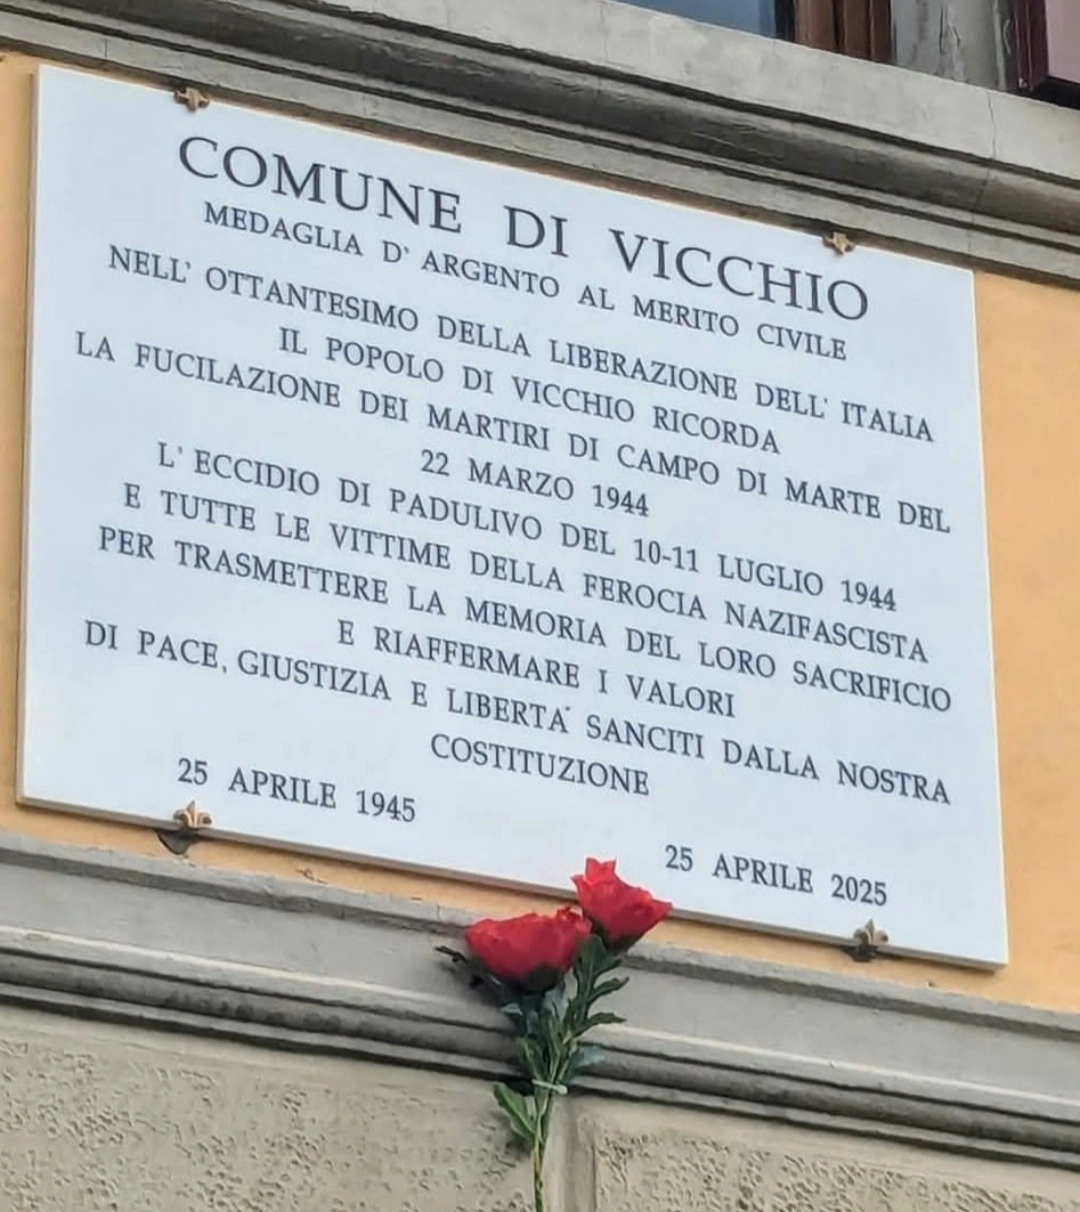 COMUNE DI VICCHIO
MEDAGLIA D' ARGENTO AL MERITO CIVILE
NELL' OTTANTESIMO DELLA LIBERAZIONE DELL' ITALIA
IL POPOLO DI VICCHIO RICORDA
LA FUCILAZIONE DEI MARTIRI DI CAMPO DI MARTE DEL
22 MARZO 1944
L' ECCIDIO DI PADULIVO DEL 10-11 LUGLIO 1944
E TUTTE LE VITTIME DELLA FEROCIA NAZIFASCISTA
PER TRASMETTERE LA MEMORIA DEL LORO SACRIFICIO
E RIAFFERMARE I VALORI
DI PACE, GIUSTIZIA E LIBERTA' SANCITI DALLA NOSTRA
COSTITUZIONE
25 APRILE 1945
25 APRILE 2025